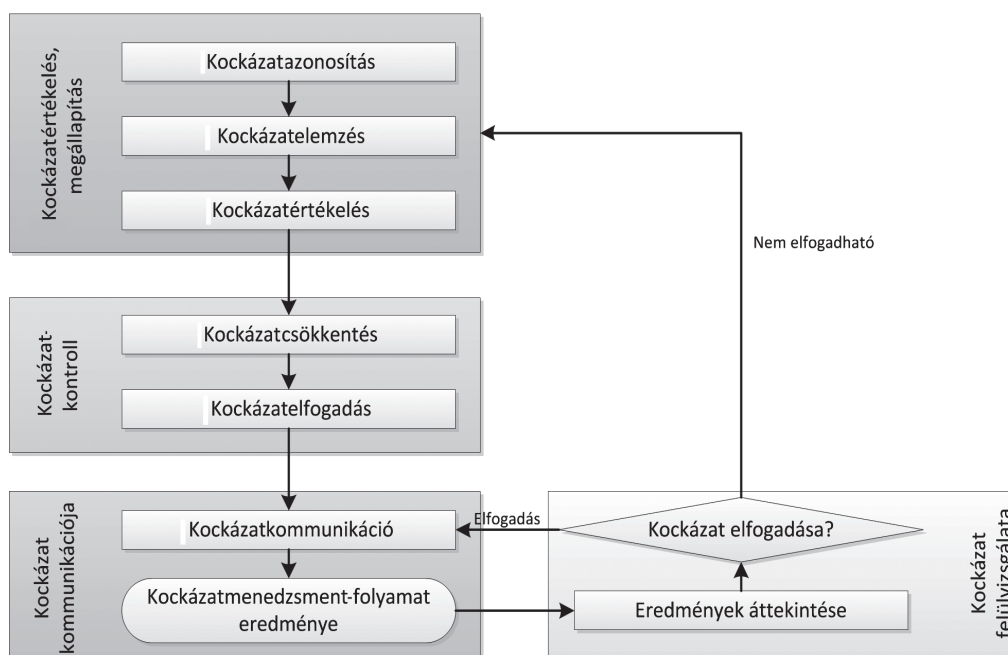 Kockázatértékelés,
megállapítás
Kockázatazonosítás
Kockázatelemzés
Kockázatértékelés
Nem elfogadható
Kockázat-
kontroll
Kockázatcsökkentés
Kockázatelfogadás
Kockázat
kommunikációja
Kockázatkommunikáció
Elfogadás
Kockázat elfogadása?
Kockázatmenedzsment-folyamat
eredménye
Eredmények áttekintése
Kockázat
felülvizsgálata